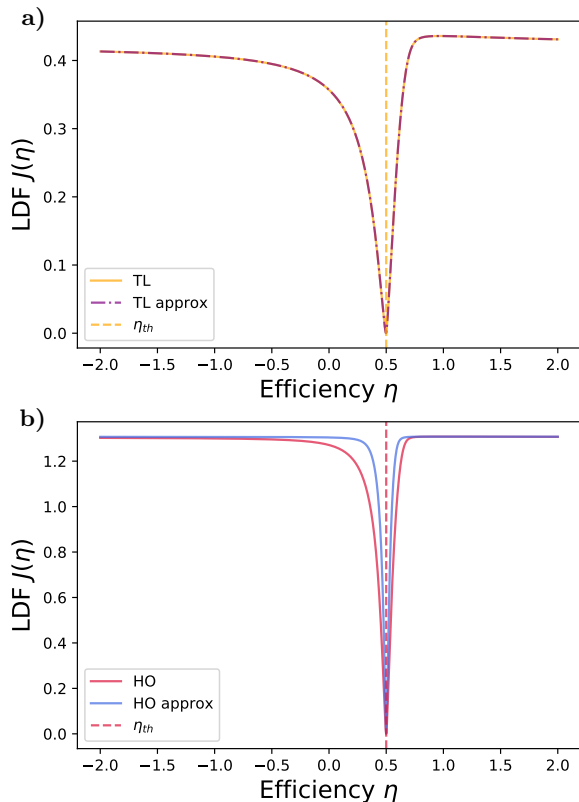 a)
LDF J(η)
0.4
0.3
0.2
0.1
0.0
TL
TL approx
η_th
−2.0 −1.5 −1.0 −0.5 0.0 0.5 1.0 1.5 2.0
Efficiency η
b)
LDF J(η)
1.2
1.0
0.8
0.6
0.4
0.2
0.0
HO
HO approx
η_th
−2.0 −1.5 −1.0 −0.5 0.0 0.5 1.0 1.5 2.0
Efficiency η